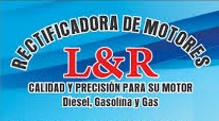 RECTIFICADORA DE MOTORES
L&R
CALIDAD Y PRECISIÓN PARA SU MOTOR
Diesel, Gasolina y Gas